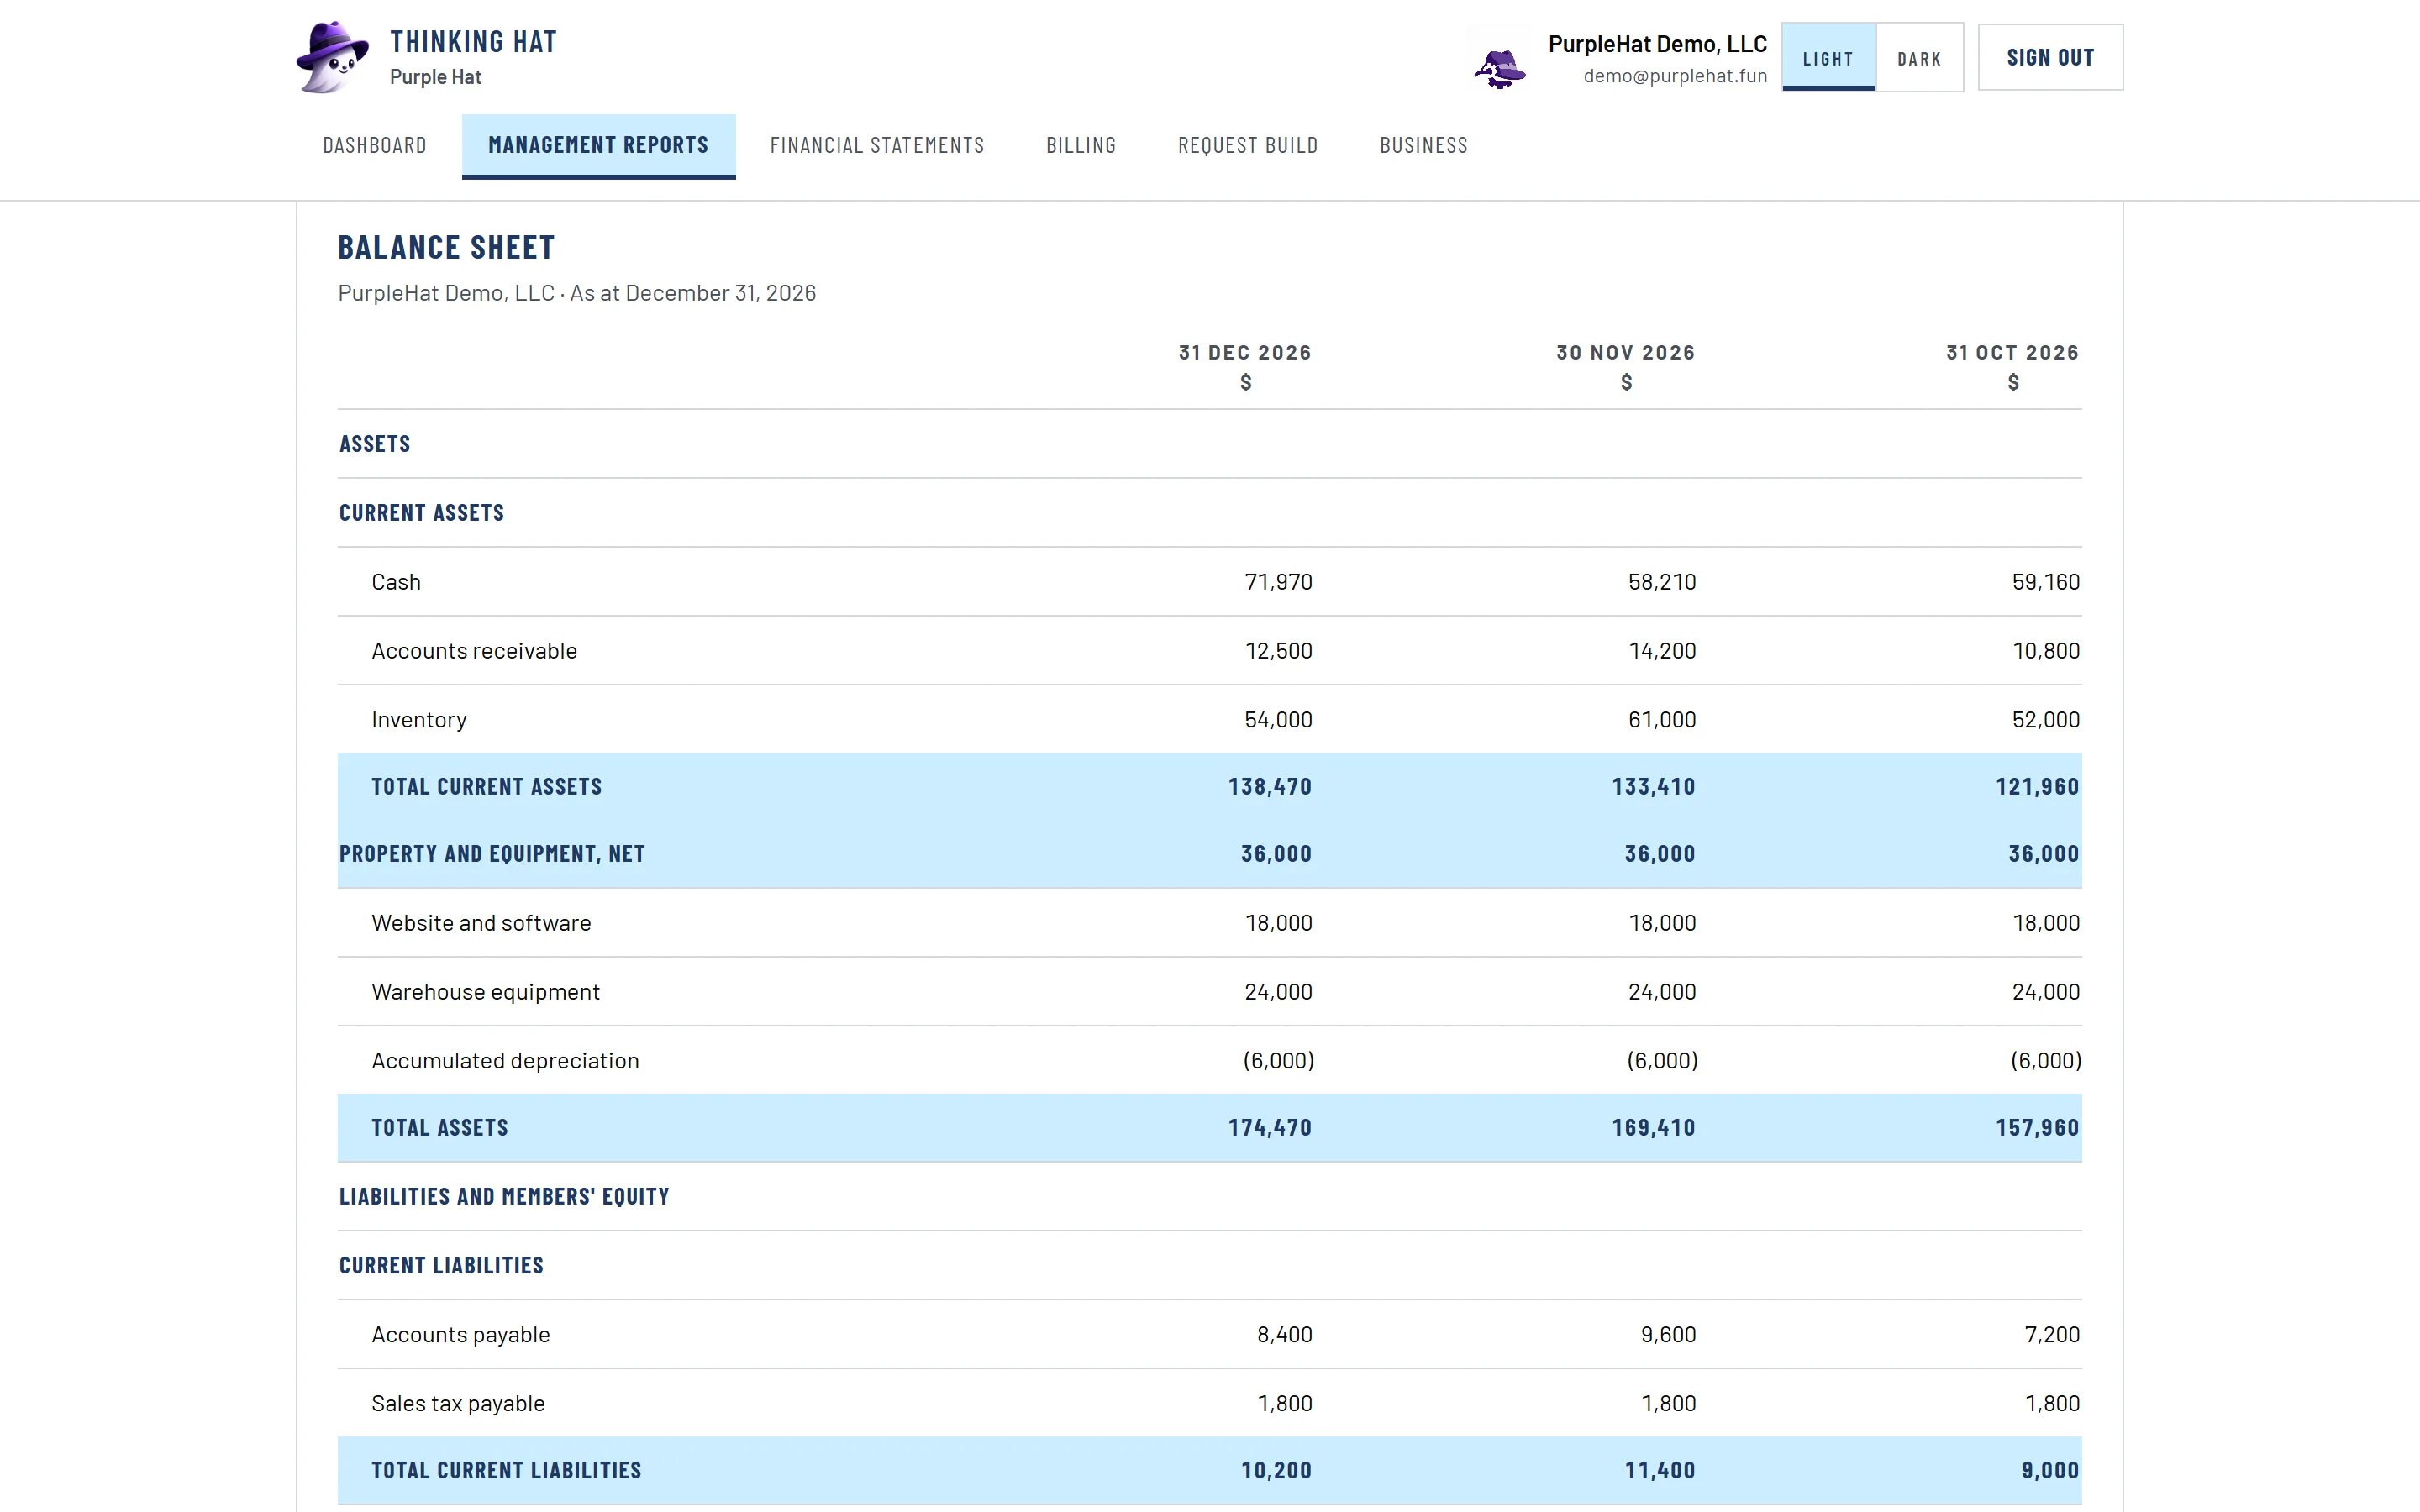 THINKING HAT
Purple Hat
PurpleHat Demo, LLC
demo@purplehat.fun
LIGHT DARK
SIGN OUT
DASHBOARD MANAGEMENT REPORTS FINANCIAL STATEMENTS BILLING REQUEST BUILD BUSINESS
BALANCE SHEET
PurpleHat Demo, LLC · As at December 31, 2026
31 DEC 2026 30 NOV 2026 31 OCT 2026
$ $ $
ASSETS
CURRENT ASSETS
Cash 71,970 58,210 59,160
Accounts receivable 12,500 14,200 10,800
Inventory 54,000 61,000 52,000
TOTAL CURRENT ASSETS 138,470 133,410 121,960
PROPERTY AND EQUIPMENT, NET 36,000 36,000 36,000
Website and software 18,000 18,000 18,000
Warehouse equipment 24,000 24,000 24,000
Accumulated depreciation (6,000) (6,000) (6,000)
TOTAL ASSETS 174,470 169,410 157,960
LIABILITIES AND MEMBERS' EQUITY
CURRENT LIABILITIES
Accounts payable 8,400 9,600 7,200
Sales tax payable 1,800 1,800 1,800
TOTAL CURRENT LIABILITIES 10,200 11,400 9,000